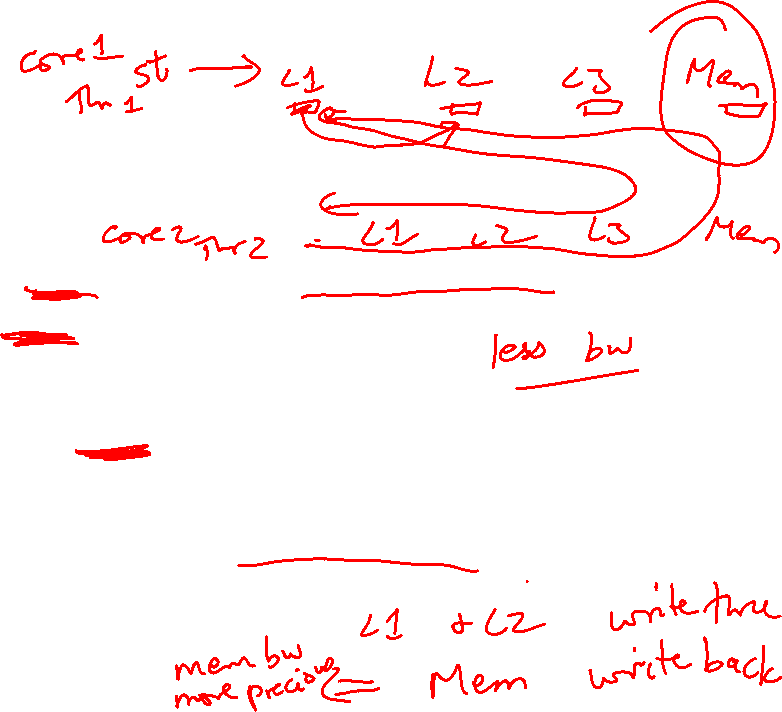 core1 st → L1 L2 L3 Mem
Thr1
core2 Thr2 L1 L2 L3 Mem
less bw
L1 & L2 write thru
mem bw
more precious ⇐ Mem write back